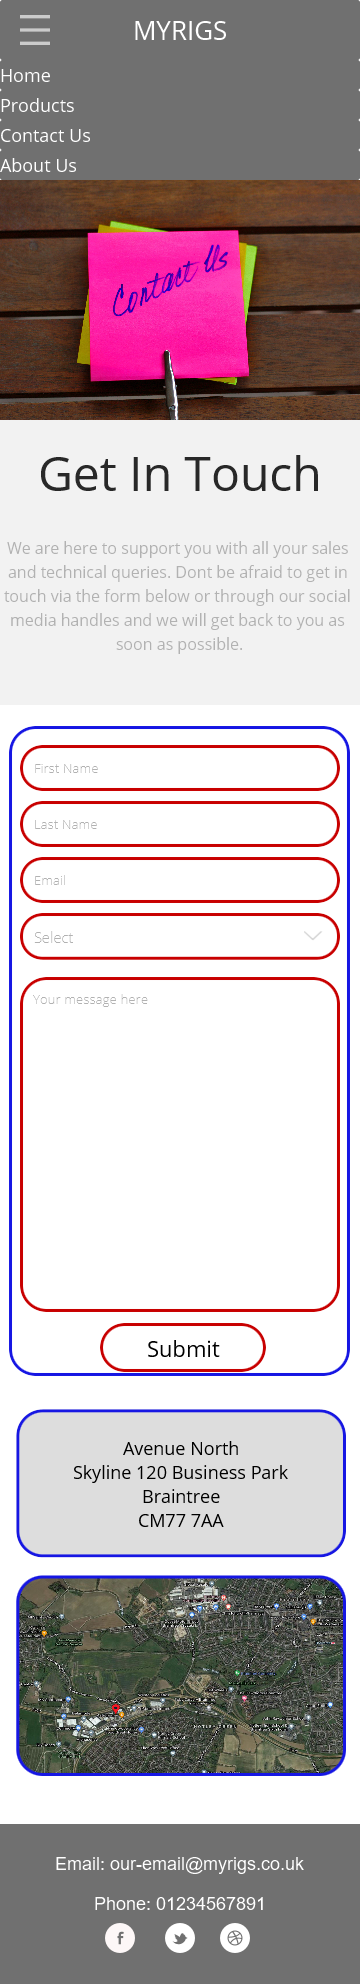 MYRIGS
Home
Products
Contact Us
About Us
Contact Us
Get In Touch
We are here to support you with all your sales
and technical queries. Dont be afraid to get in
touch via the form below or through our social
media handles and we will get back to you as
soon as possible.
First Name
Last Name
Email
Select
Your message here
Submit
Avenue North
Skyline 120 Business Park
Braintree
CM77 7AA
Email: our-email@myrigs.co.uk
Phone: 01234567891